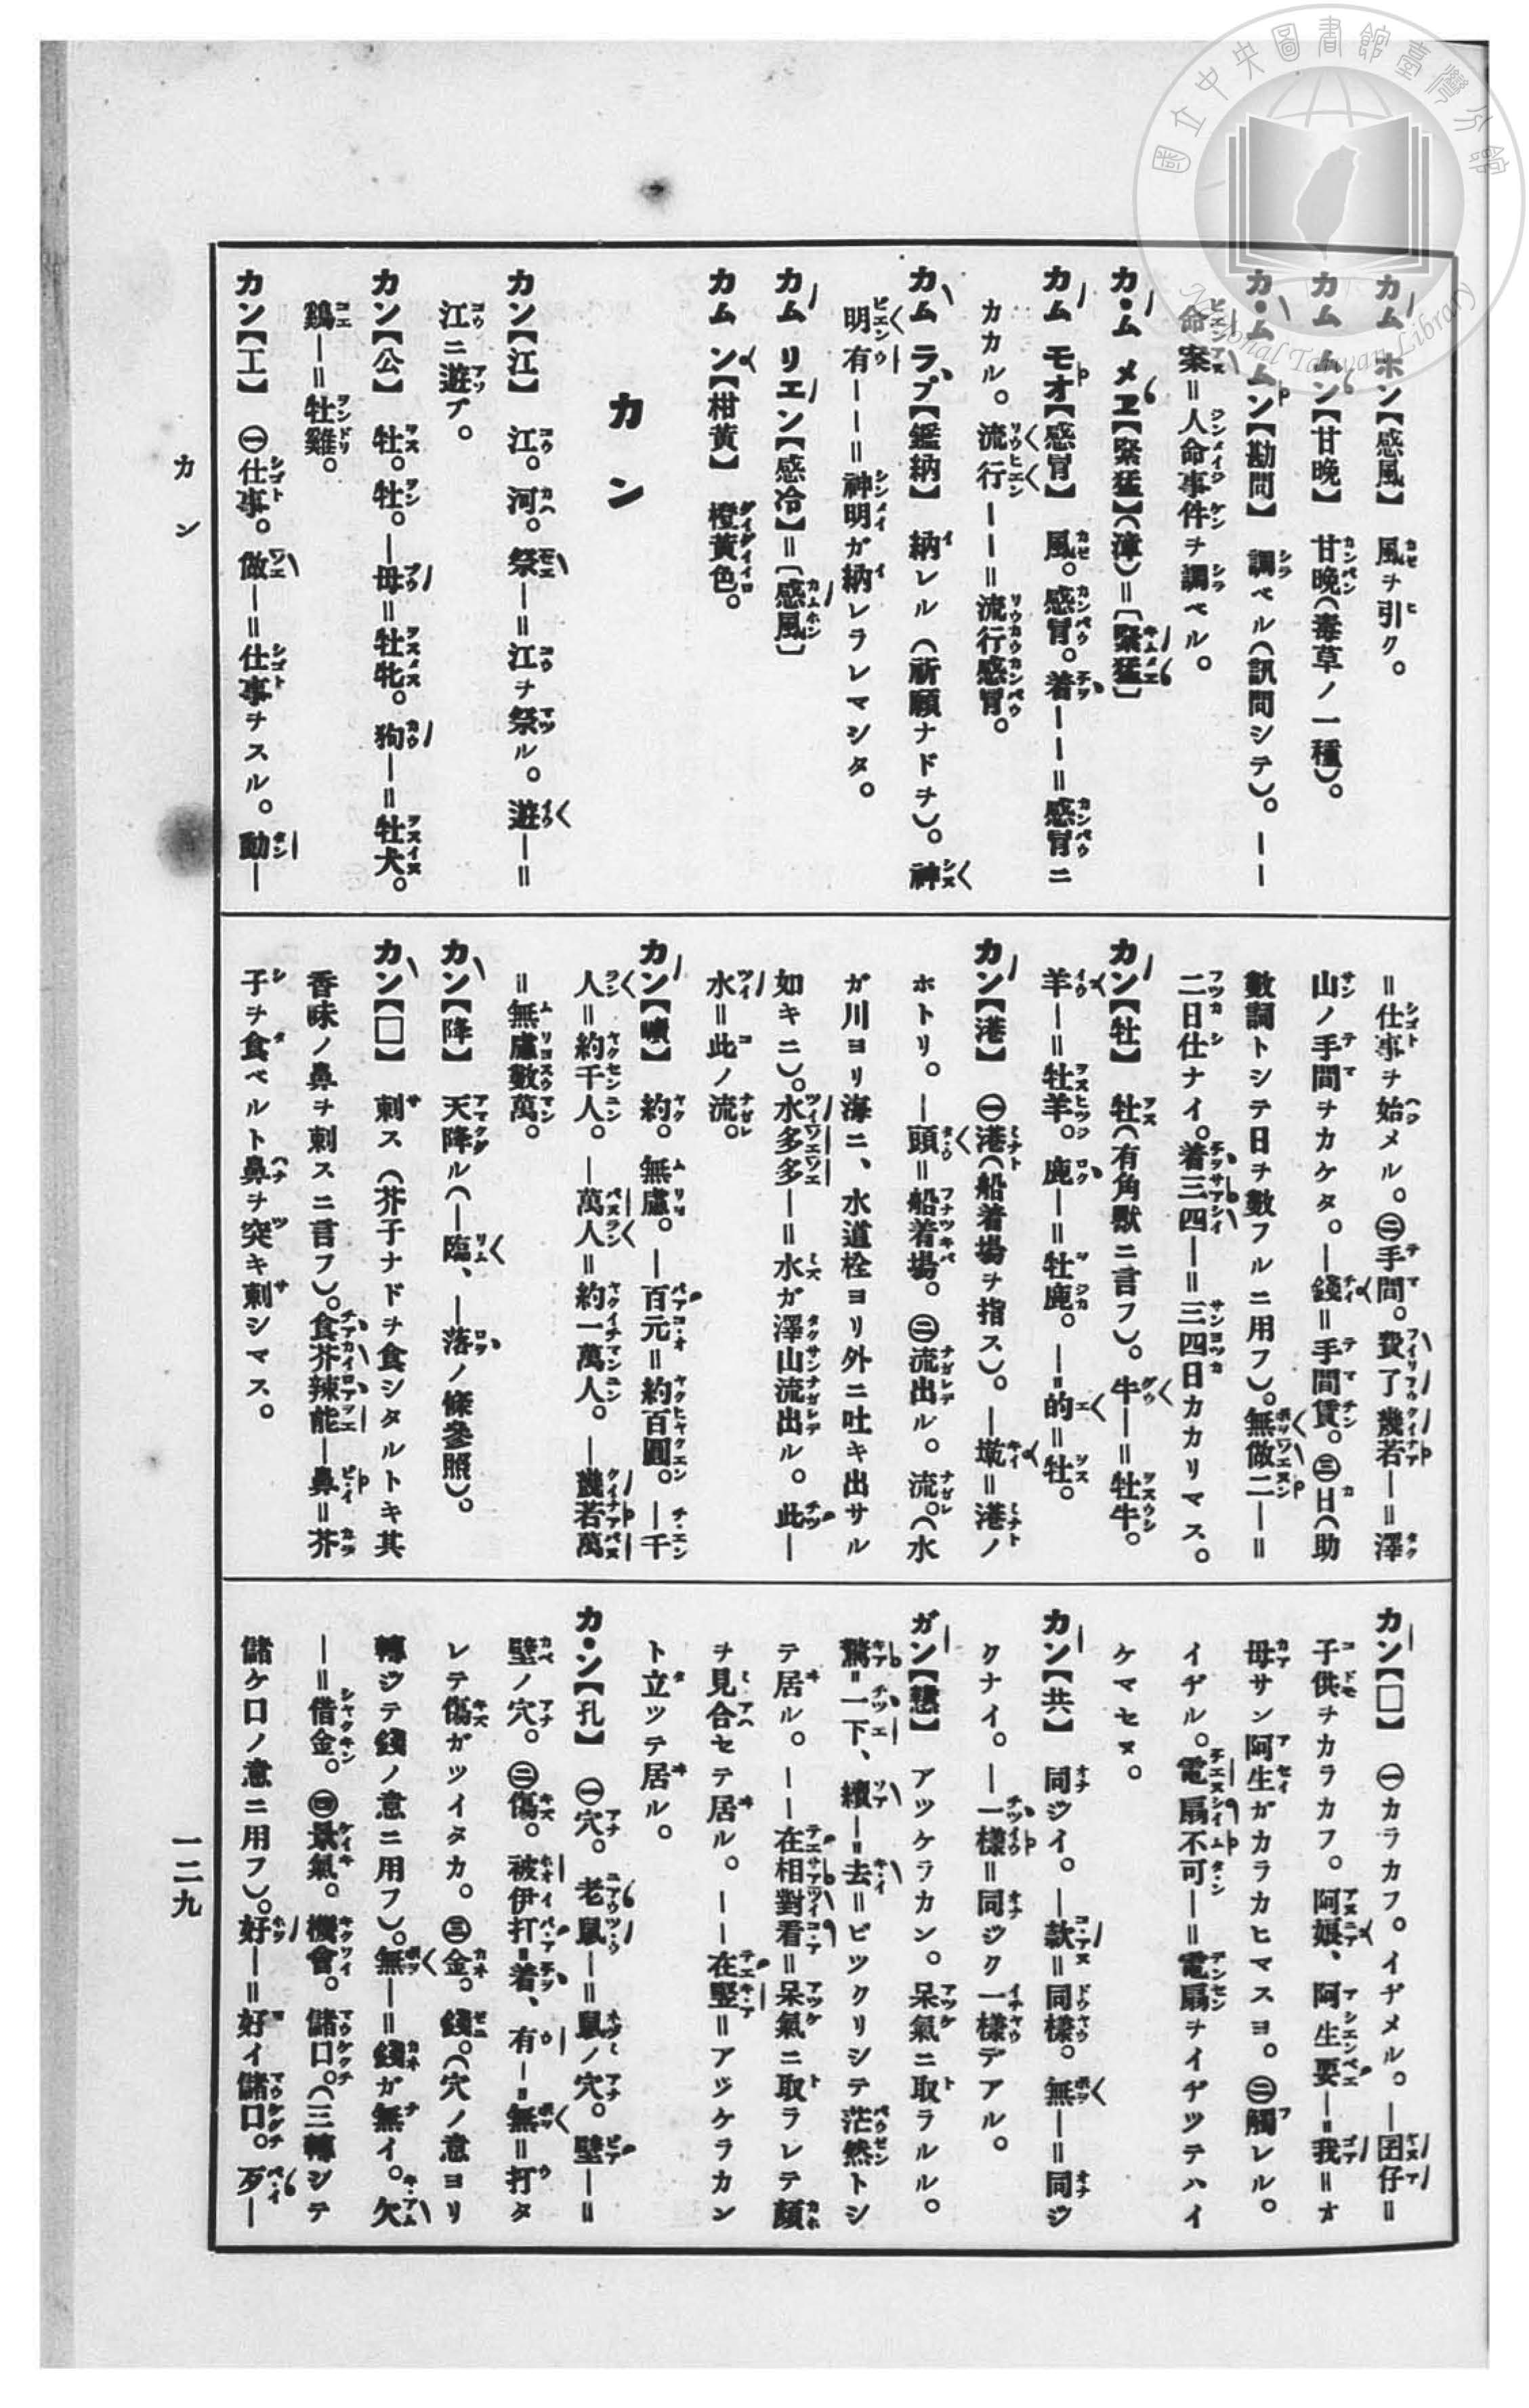 國立中央圖書館臺灣分館
National Taiwan Library
カム ホン【感風】 風ヲ引ク。
カム ムン【甘晚】 甘晚(毒草ノ一種)。
カ・ム ムン【勘問】 調ベル(訊問シテ)。——
命案=人命事件ヲ調ベル。
カ・ム メヱ【緊猛】(漳)=〔緊猛〕
カム モオ【感冒】 風。感冒。着——=感冒ニ
カカル。流行——=流行感冒。
カム ラプ【鑑納】 納レル(祈願ナドヲ)。神
明有——=神明ガ納レラレマシタ。
カム リエン【感冷】=〔感風〕
カム ン【柑黃】 橙黃色。
カン
カン【江】 江。河。祭—=江ヲ祭ル。遊—=
江ニ遊ブ。
カン【公】 牡。牡。—母=牡牝。狗—=牡犬。
鷄—=牡雞。
カン【工】 ㊀仕事。做—=仕事ヲスル。動—
=仕事ヲ始メル。㊁手間。費了幾若—=澤
山ノ手間ヲカケタ。—錢=手間賃。㊂日(助
數詞トシテ日ヲ數フルニ用フ)。無做二—=
二日仕ナイ。着三四—=三四日カカリマス。
カン【牡】 牡(有角獸ニ言フ)。牛—=牡牛。
羊—=牡羊。鹿—=牡鹿。—=的=牡。
カン【港】 ㊀港(船着場ヲ指ス)。—墘=港ノ
ホトリ。—頭=船着場。㊁流出ル。流。(水
ガ川ヨリ海ニ、水道栓ヨリ外ニ吐キ出サル
如キニ)。水多多—=水ガ澤山流出ル。此—
水=此ノ流。
カン【嗊】 約。無慮。—百元=約百圓。—千
人=約千人。—萬人=約一萬人。—幾若萬
=無慮數萬。
カン【降】 天降ル(—臨、—落ノ條參照)。
カン【□】 刺ス(芥子ナドヲ食シタルトキ其
香味ノ鼻ヲ刺スニ言フ)。食芥辣能—鼻=芥
子ヲ食ベルト鼻ヲ突キ刺シマス。
カン【□】 ㊀カラカフ。イヂメル。—囝仔=
子供ヲカラカフ。阿娘、阿生要—=我=オ
母サン阿生ガカラカヒマスヨ。㊁觸レル。
イヂル。電扇不可—=電扇ヲイヂツテハイ
ケマセヌ。
カン【共】 同ジイ。—款=同樣。無—=同ジ
クナイ。—一樣=同ジク一樣デアル。
ガン【戇】 アツケラカン。呆氣ニ取ラルル。
驚=一下、續—=去=ビツクリシテ茫然トシ
テ居ル。——在相對看=呆氣ニ取ラレテ顏
ヲ見合セテ居ル。——在堅=アツケラカン
ト立ツテ居ル。
カ・ン【孔】 ㊀穴。老鼠—=鼠ノ穴。壁—=
壁ノ穴。㊁傷。被伊打=着、有—=無=打タ
レテ傷ガツイタカ。㊂金。錢。(穴ノ意ヨリ
轉ジテ錢ノ意ニ用フ)。無—=錢ガ無イ。欠
—=借金。㊃景氣。機會。儲口。(三轉シテ
儲ケ口ノ意ニ用フ)。好—=好イ儲口。歹—
カン
一二九